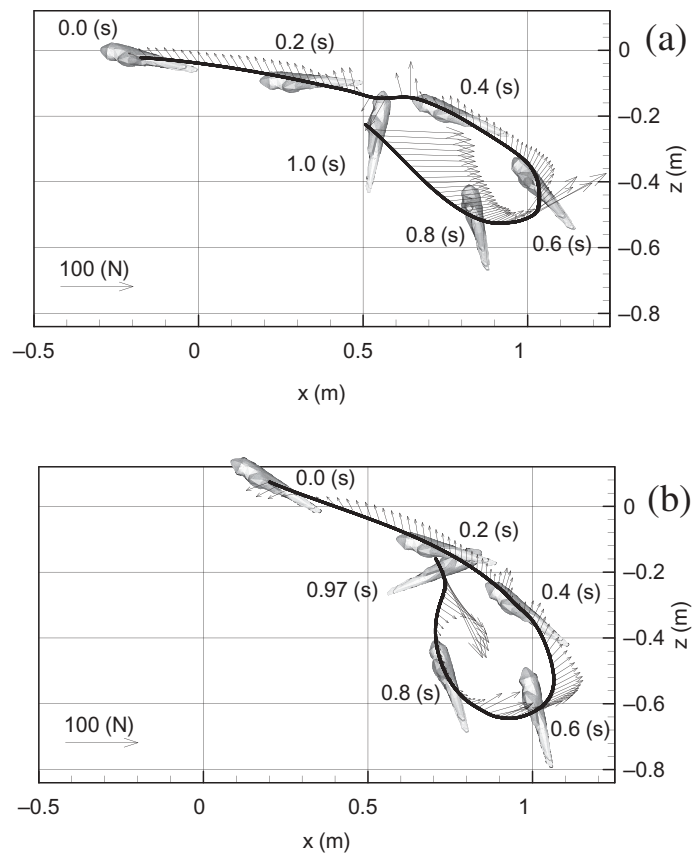 0.0 (s)
0.2 (s)
0.4 (s)
1.0 (s)
0.8 (s)
0.6 (s)
100 (N)
(a)
0
–0.2
–0.4
–0.6
–0.8
z (m)
–0.5
0
0.5
1
x (m)
0.0 (s)
0.2 (s)
0.97 (s)
0.4 (s)
0.8 (s)
0.6 (s)
100 (N)
(b)
0
–0.2
–0.4
–0.6
–0.8
z (m)
–0.5
0
0.5
1
x (m)